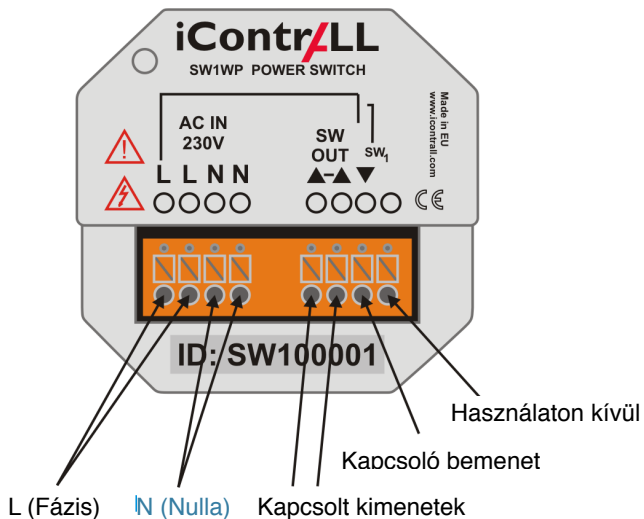 iContrALL
SW1WP POWER SWITCH
Made in EU
www.icontrall.com
AC IN
230V
SW
OUT
SW1
L L N N
CE
ID: SW100001
Használaton kívül
Kapcsoló bemenet
L (Fázis)
N (Nulla)
Kapcsolt kimenetek